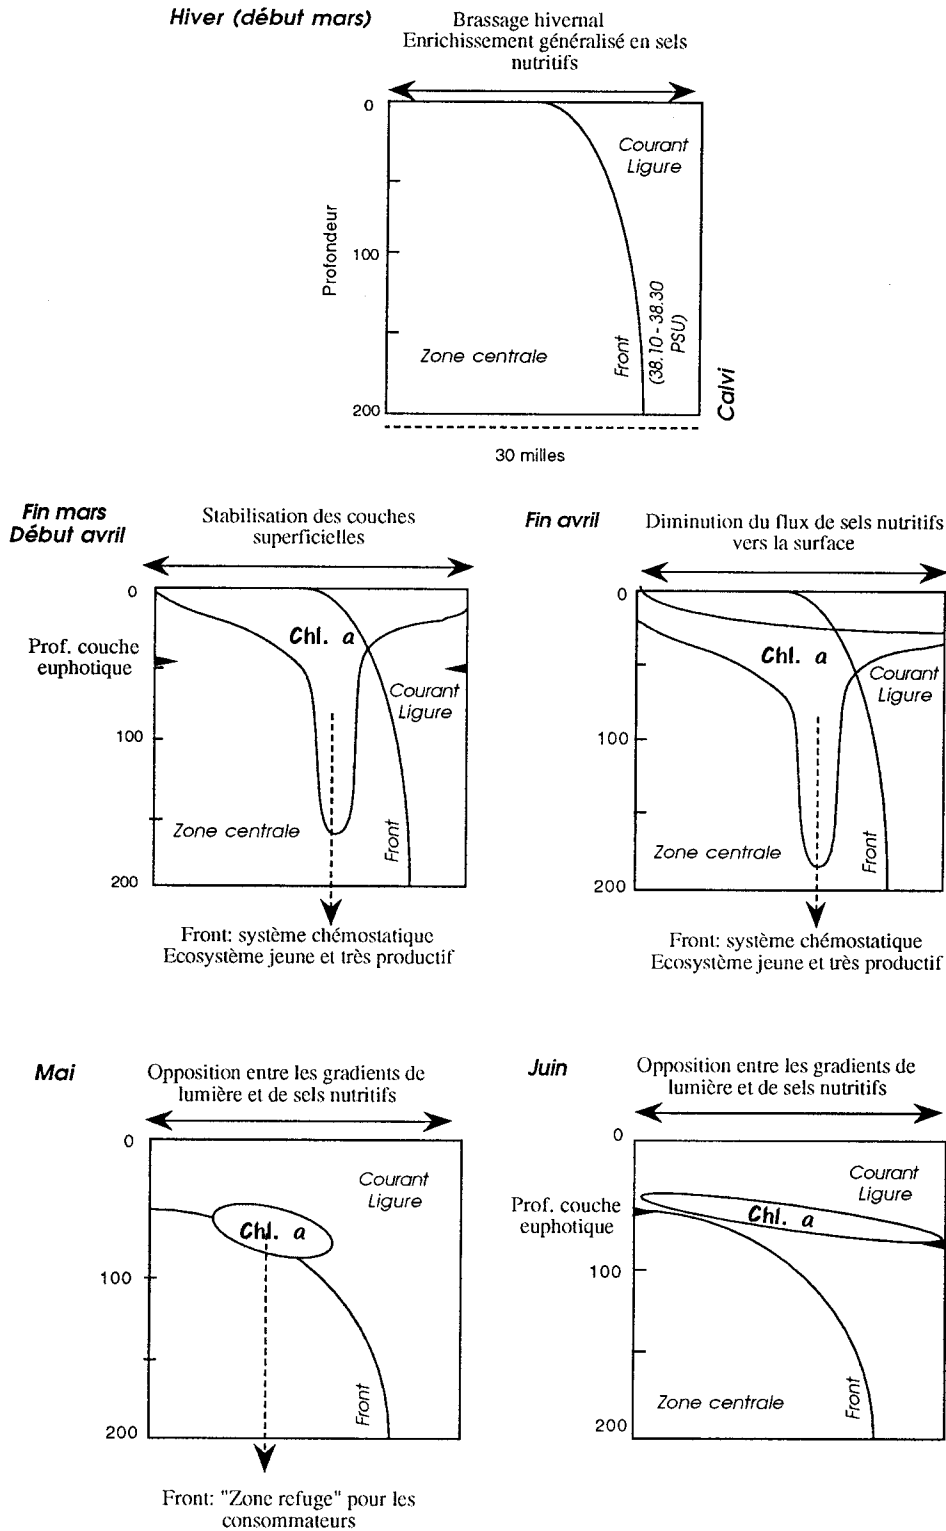 Hiver (début mars)
Brassage hivernal
Enrichissement généralisé en sels
nutritifs
0
Courant
Ligure
Profondeur
100
Zone centrale
Front
(38.10 - 38.30
PSU)
Calvi
200
30 milles
Fin mars
Début avril
Stabilisation des couches
superficielles
0
Chl. a
Prof. couche
euphotique
Courant
Ligure
100
Zone centrale
Front
200
Front: système chémostatique
Ecosystème jeune et très productif
Fin avril
Diminution du flux de sels nutritifs
vers la surface
0
Chl. a
Courant
Ligure
100
Zone centrale
Front
200
Front: système chémostatique
Ecosystème jeune et très productif
Mai
Opposition entre les gradients de
lumière et de sels nutritifs
0
Courant
Ligure
Chl. a
100
Front
200
Front: "Zone refuge" pour les
consommateurs
Juin
Opposition entre les gradients de
lumière et de sels nutritifs
0
Courant
Ligure
Prof. couche
euphotique
Chl. a
100
Zone centrale
Front
200